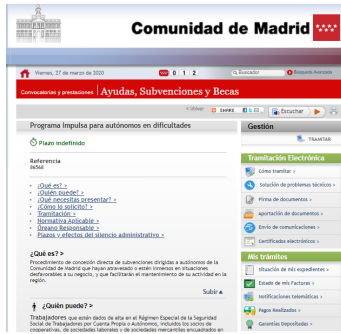 Comunidad de Madrid
Viernes, 27 de marzo de 2020
0 1 2
Buscador
Búsqueda Avanzada
Convocatorias y prestaciones | Ayudas, Subvenciones y Becas
< Volver
SHARE
Escuchar
Programa Impulsa para autónomos en dificultades
Plazo indefinido
Referencia
¿Qué es? >
¿Quién puede? >
¿Qué necesitas presentar? >
¿Cómo lo solicito? >
Tramitación >
Normativa Aplicable >
Órgano Responsable >
Plazos y efectos del silencio administrativo >
¿Qué es? >
Procedimiento de concesión directa de subvenciones dirigidas a autónomos de la
Comunidad de Madrid que hayan atravesado o estén inmersos en situaciones
desfavorables a su negocio, y que facilitarán el mantenimiento de su actividad en la
región.
Subir
¿Quién puede? >
Trabajadores que están dados de alta en el Régimen Especial de la Seguridad
Social de Trabajadores por Cuenta Propia o Autónomos, incluidos los socios de
cooperativas, de sociedades laborales y de sociedades mercantiles encuadrados en
Gestión
TRAMITAR
Tramitación Electrónica
Cómo tramitar >
Solución de problemas técnicos >
Firma de documentos >
Aportación de documentos >
Envío de comunicaciones >
Certificados electrónicos >
Mis trámites
Situación de mis expedientes >
Estado de mis Facturas >
Notificaciones telemáticas >
Pagos Realizados >
Garantías Depositadas >